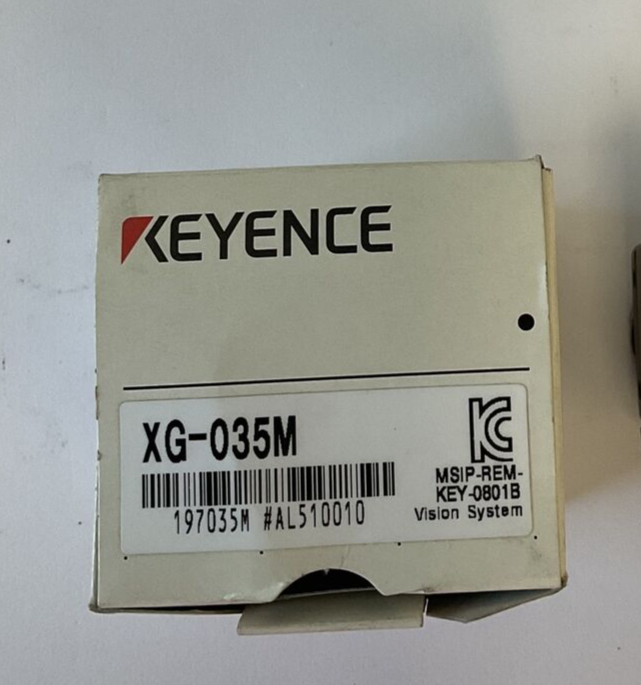 KEYENCE
XG-035M
197035M #AL510010
MSIP-REM-
KEY-0801B
Vision System